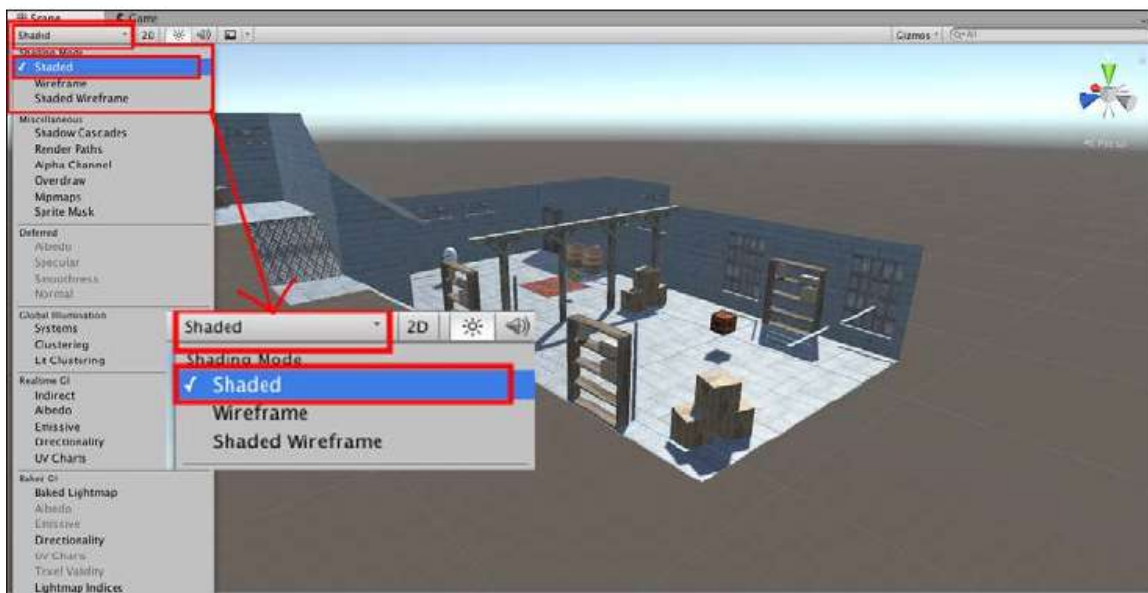 Scene Game
Shaded 2D Gizmos Q▾All
Shading Mode
✓ Shaded
Wireframe
Shaded Wireframe
Miscellaneous
Shadow Cascades
Render Paths
Alpha Channel
Overdraw
Mipmaps
Sprite Mask
Deferred
Albedo
Specular
Smoothness
Normal
Global Illumination
Systems
Clustering
Lit Clustering
Realtime GI
Indirect
Albedo
Emissive
Directionality
UV Charts
Baked GI
Baked Lightmap
Albedo
Emissive
Directionality
UV Charts
Texel Validity
Lightmap Indices
Shaded 2D
Shading Mode
✓ Shaded
Wireframe
Shaded Wireframe
y
Persp